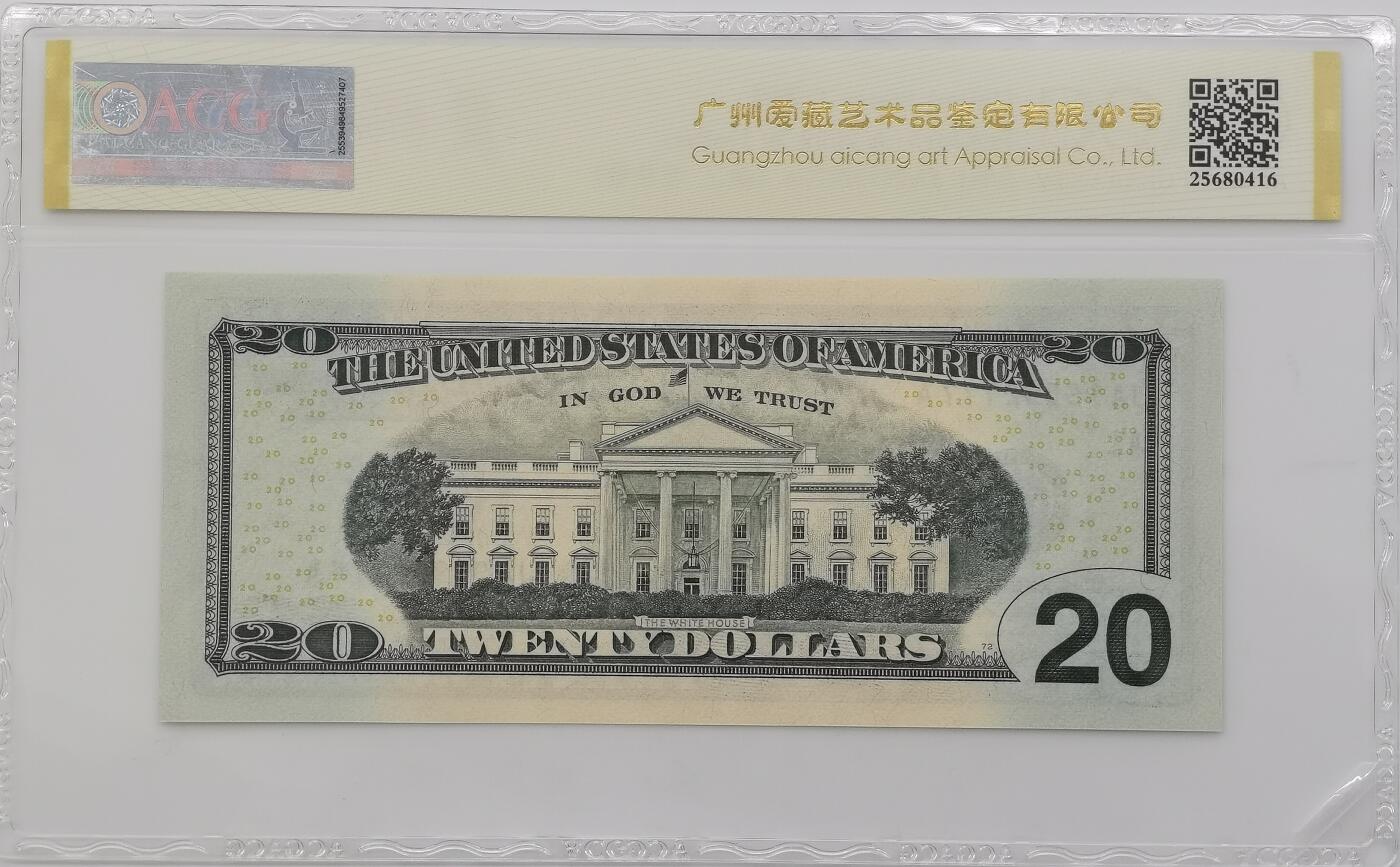 ACG
2553949849527407
广州爱藏艺术品鉴定有限公司
Guangzhou aicang art Appraisal Co., Ltd.
25680416
20 20
THE UNITED STATES OF AMERICA
IN GOD WE TRUST
THE WHITE HOUSE
20 TWENTY DOLLARS 72 20